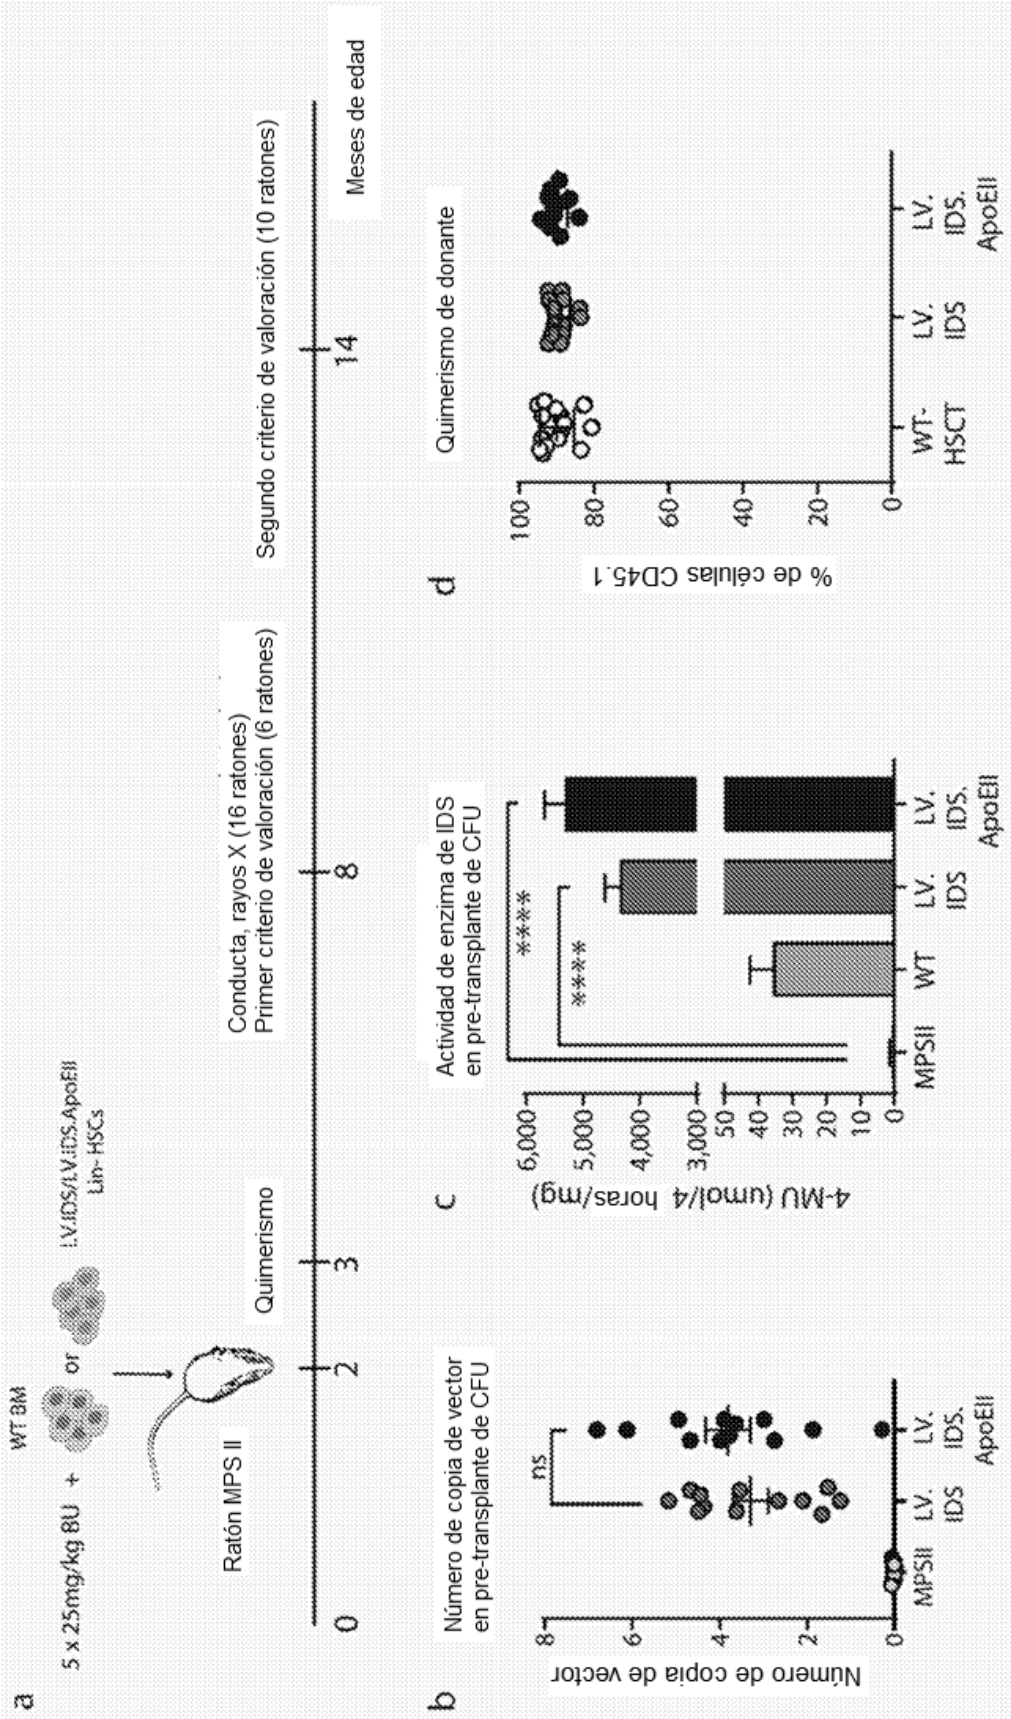 a
WT BM
5 x 25mg/kg BU + or LV.IDS/LV.IDS.ApoEII
Lin- HSCs
Ratón MPS II
Quimerismo
Conducta, rayos X (16 ratones)
Primer criterio de valoración (6 ratones)
Segundo criterio de valoración (10 ratones)
0 2 3 8 14
Meses de edad
b
Número de copia de vector
en pre-transplante de CFU
Número de copia de vector
8
6
4
2
0
ns
MPSII
LV.
IDS
LV.
IDS.
ApoEII
c
Actividad de enzima de IDS
en pre-transplante de CFU
4-MU (umol/4 horas/mg)
6,000
5,000
4,000
3,000
50
40
30
20
10
0
****
****
MPSII
WT
LV.
IDS
LV.
IDS.
ApoEII
d
Quimerismo de donante
% de células CD45.1
100
80
60
40
20
0
WT-
HSCT
LV.
IDS
LV.
IDS.
ApoEII